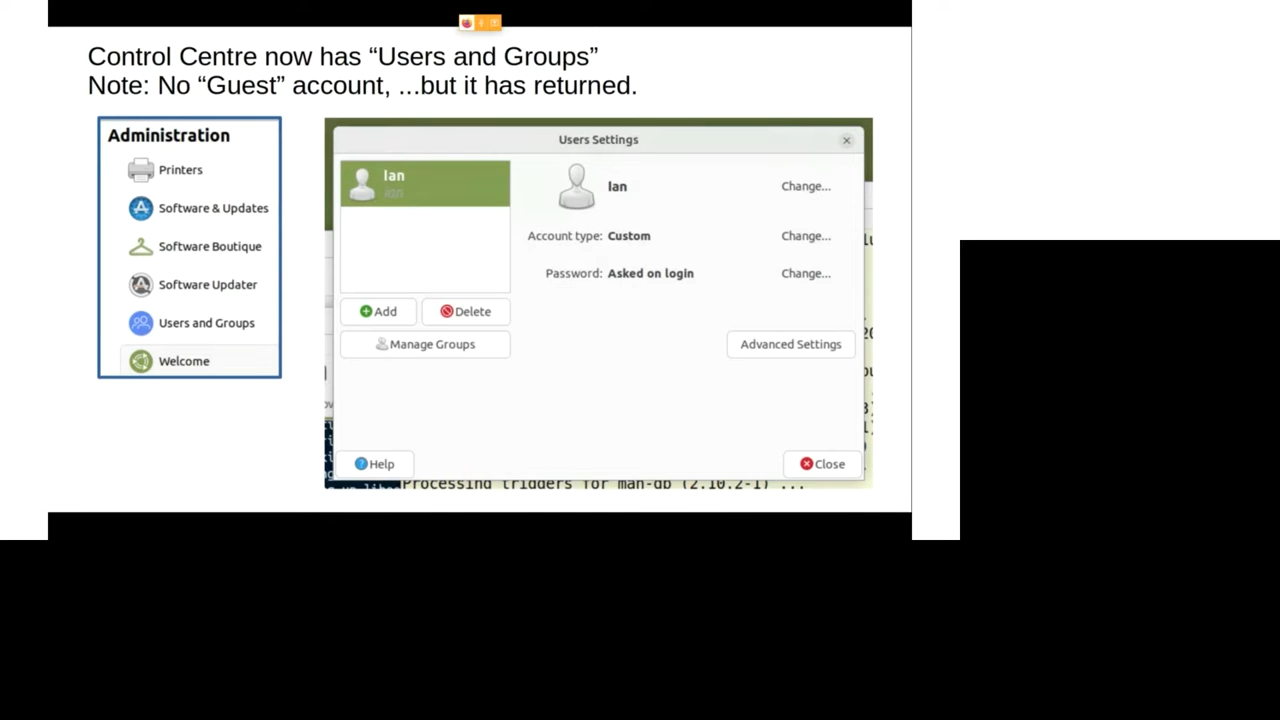 Control Centre now has “Users and Groups”
Note: No “Guest” account, ...but it has returned.
Administration
Printers
Software & Updates
Software Boutique
Software Updater
Users and Groups
Welcome
Users Settings
Ian
ian
Ian
Change...
Account type: Custom
Change...
Password: Asked on login
Change...
Add
Delete
Manage Groups
Advanced Settings
Help
Close
Processing triggers for man-db (2.10.2-1) ...